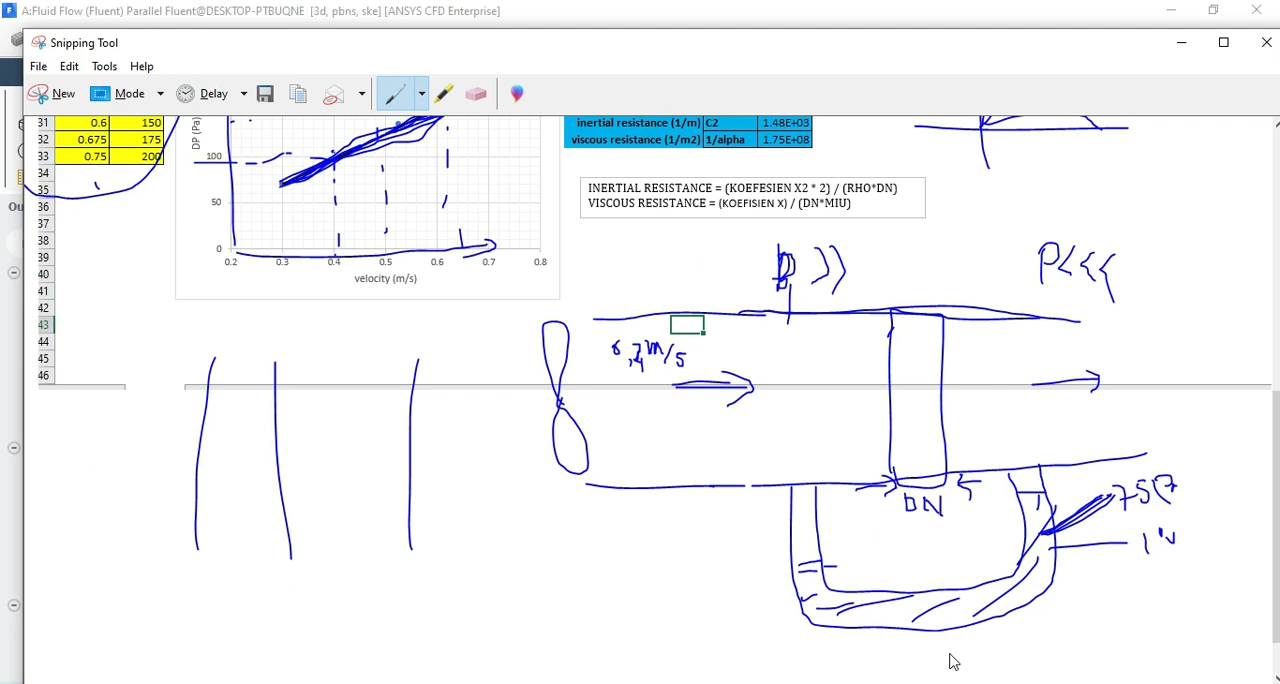 A:Fluid Flow (Fluent) Parallel Fluent@DESKTOP-PTBUQNE [3d, pbns, ske] [ANSYS CFD Enterprise]
Snipping Tool
File Edit Tools Help
New Mode Delay
31 0.6 150
32 0.675 175
33 0.75 200
34
35
36
37
38
39
40
41
42
43
44
45
46
Ou
DP (Pa)
100
50
0
0.2 0.3 0.4 0.5 0.6 0.7 0.8
velocity (m/s)
inertial resistance (1/m) C2 1.48E+03
viscous resistance (1/m2) 1/alpha 1.75E+08
INERTIAL RESISTANCE = (KOEFESIEN X2 * 2) / (RHO*DN)
VISCOUS RESISTANCE = (KOEFISIEN X) / (DN*MIU)
P<<<
m/s
DN